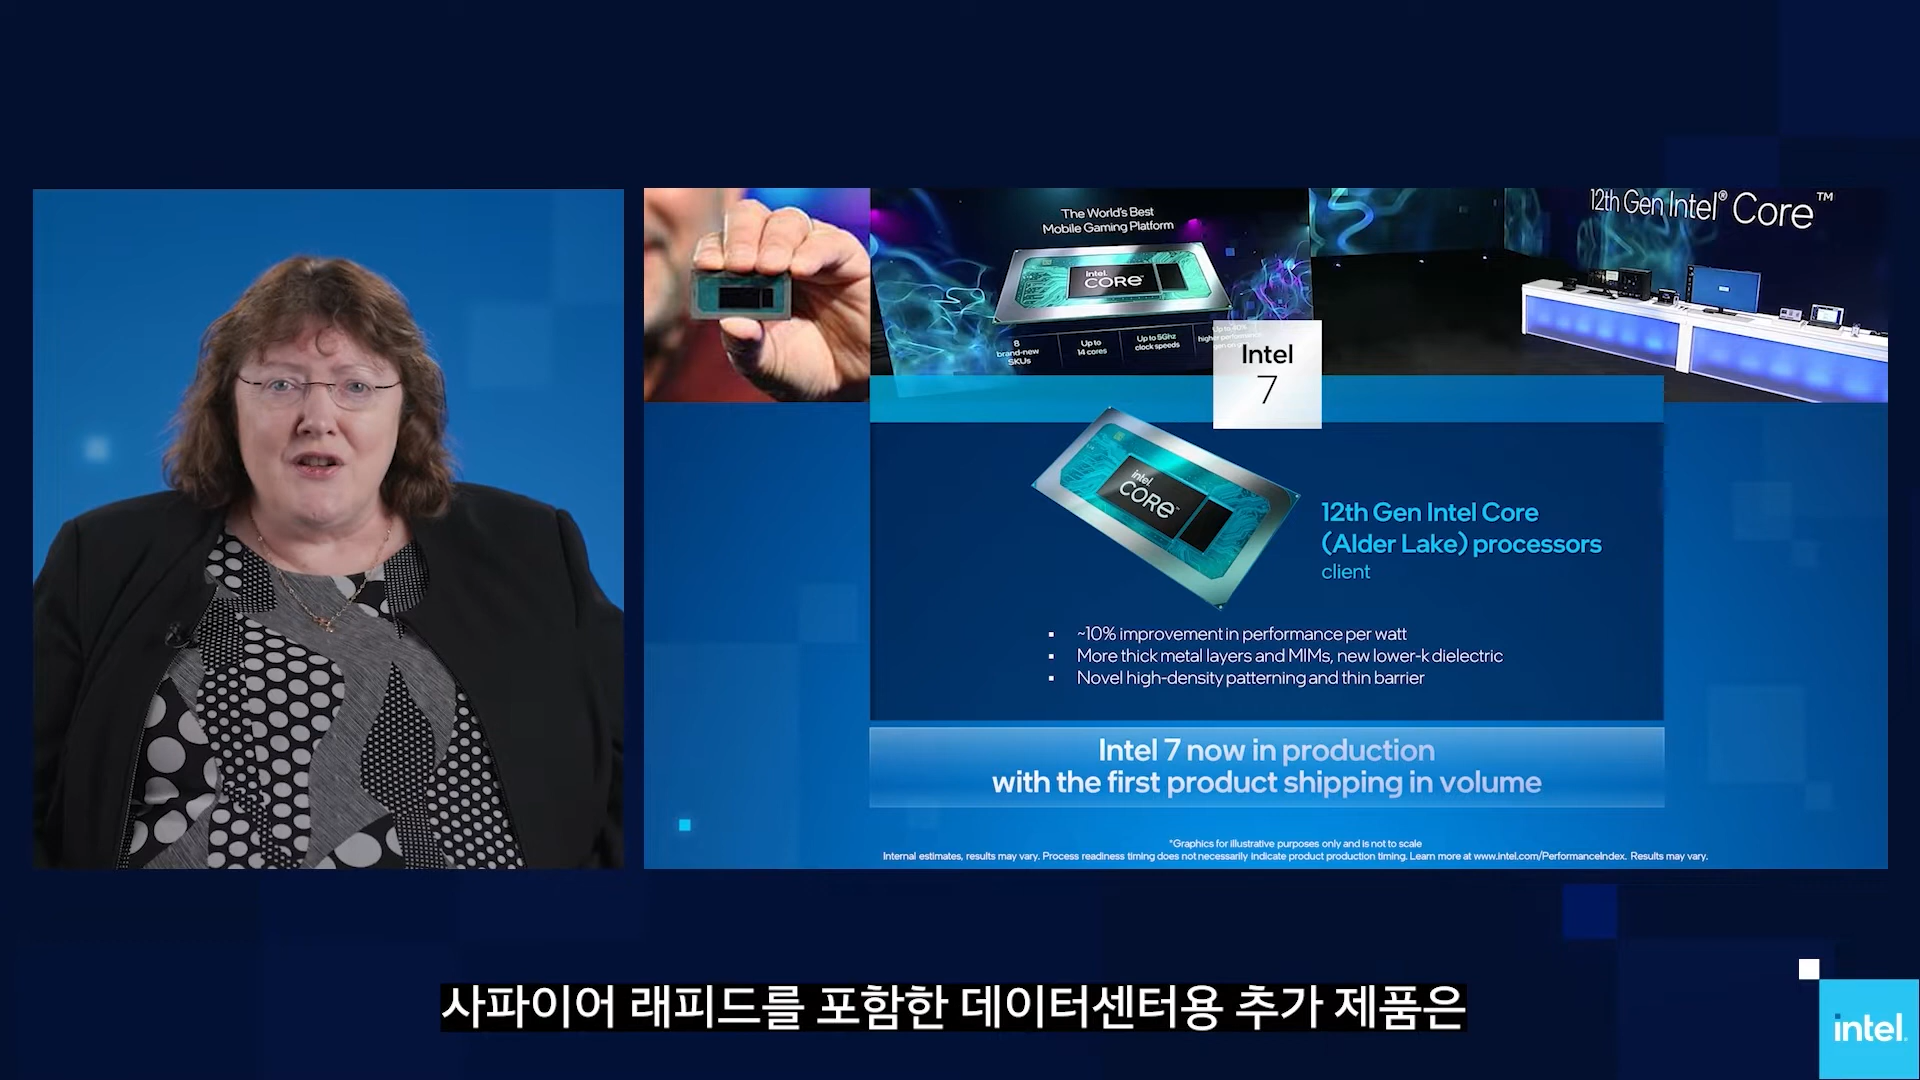 The World's Best
Mobile Gaming Platform
intel.
CORE™
8
brand-new
SKUs
Up to
14 cores
Up to 5Ghz
clock speeds
Up to 40%
12th Gen Intel® Core™
Intel
7
intel.
CORE™
12th Gen Intel Core
(Alder Lake) processors
client
▪ ~10% improvement in performance per watt
▪ More thick metal layers and MIMs, new lower-k dielectric
▪ Novel high-density patterning and thin barrier
Intel 7 now in production
with the first product shipping in volume
*Graphics for illustrative purposes only and is not to scale
Internal estimates, results may vary. Process readiness timing does not necessarily indicate product production timing. Learn more at www.intel.com/PerformanceIndex. Results may vary.
사파이어 래피드를 포함한 데이터센터용 추가 제품은
intel.